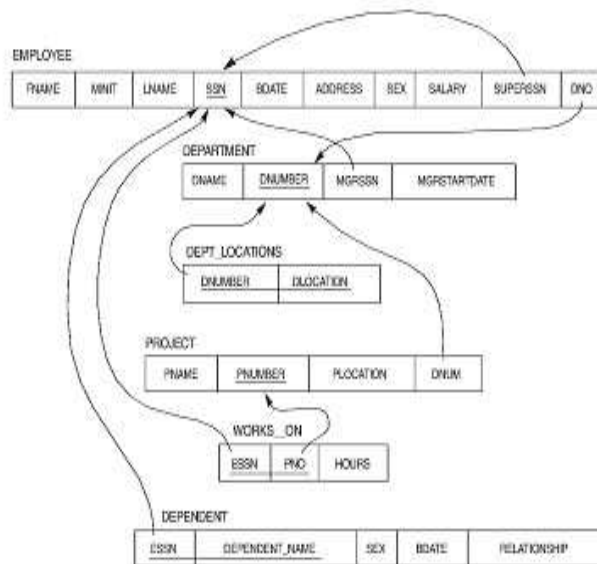 EMPLOYEE
FNAME MINIT LNAME SSN BDATE ADDRESS SEX SALARY SUPERSSN DNO
DEPARTMENT
DNAME DNUMBER MGRSSN MGRSTARTDATE
DEPT_LOCATIONS
DNUMBER DLOCATION
PROJECT
PNAME PNUMBER PLOCATION DNUM
WORKS_ON
ESSN PNO HOURS
DEPENDENT
ESSN DEPENDENT_NAME SEX BDATE RELATIONSHIP